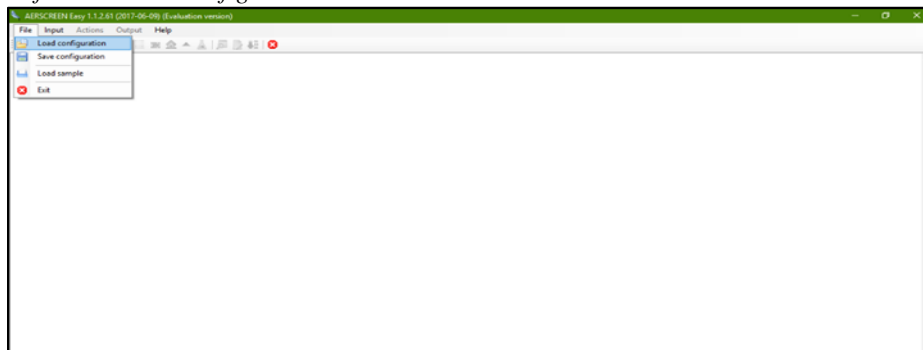 AERSCREEN Easy 1.1.2.61 (2017-06-09) (Evaluation version)
File Input Actions Output Help
Load configuration
Save configuration
Load sample
Exit